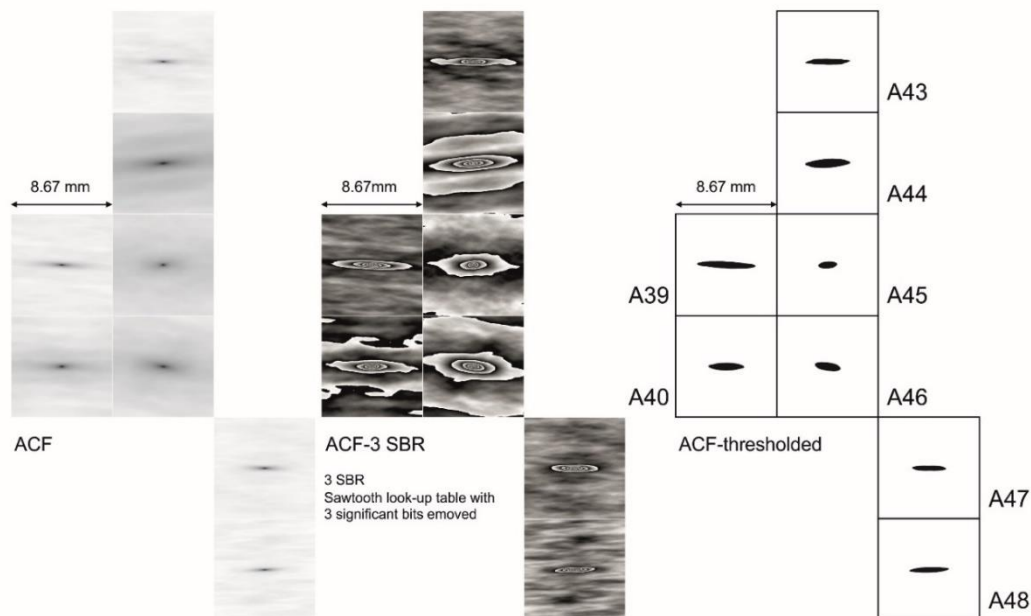 A43
A44
8.67 mm
8.67mm
8.67 mm
A39
A45
A40
A46
ACF
ACF-3 SBR
ACF-thresholded
3 SBR
Sawtooth look-up table with
3 significant bits emoved
A47
A48